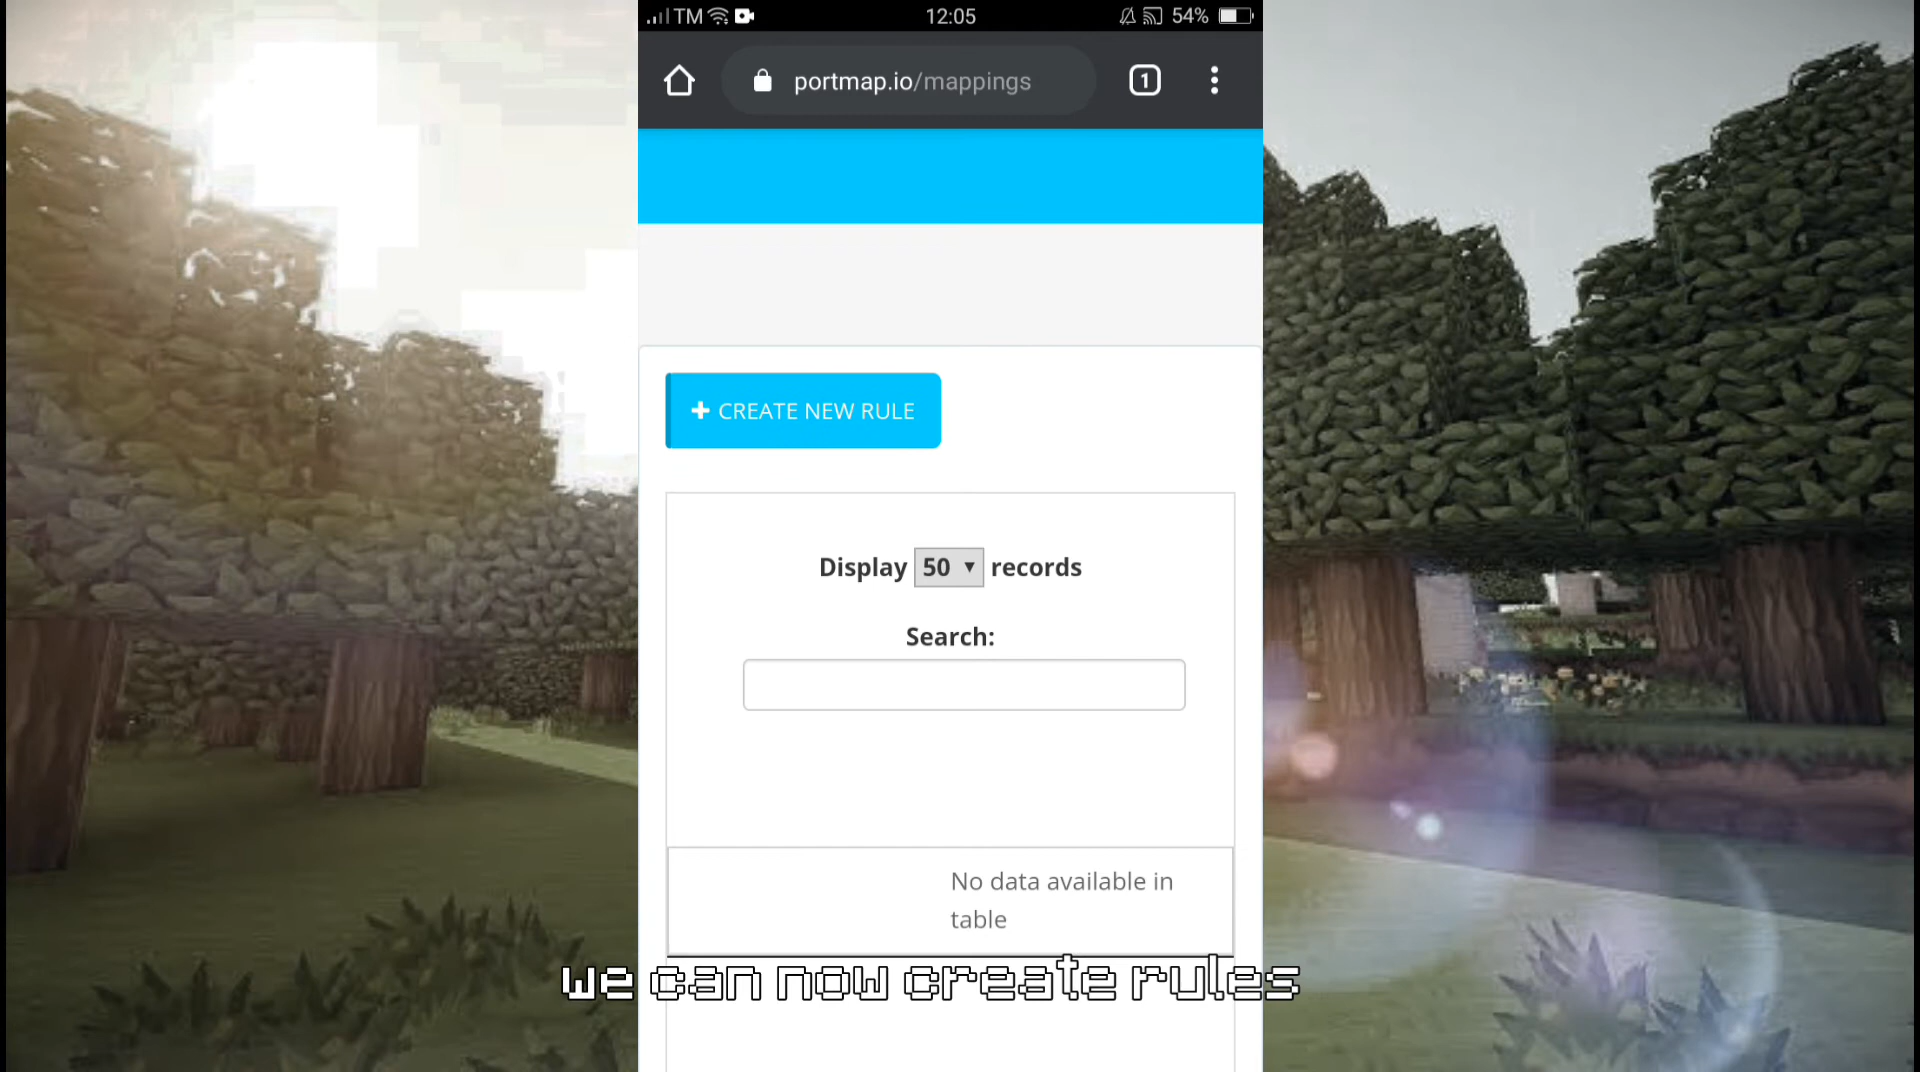 TM 12:05 54%
portmap.io/mappings 1
+ CREATE NEW RULE
Display 50 records
Search:
No data available in
table
we can now create rules